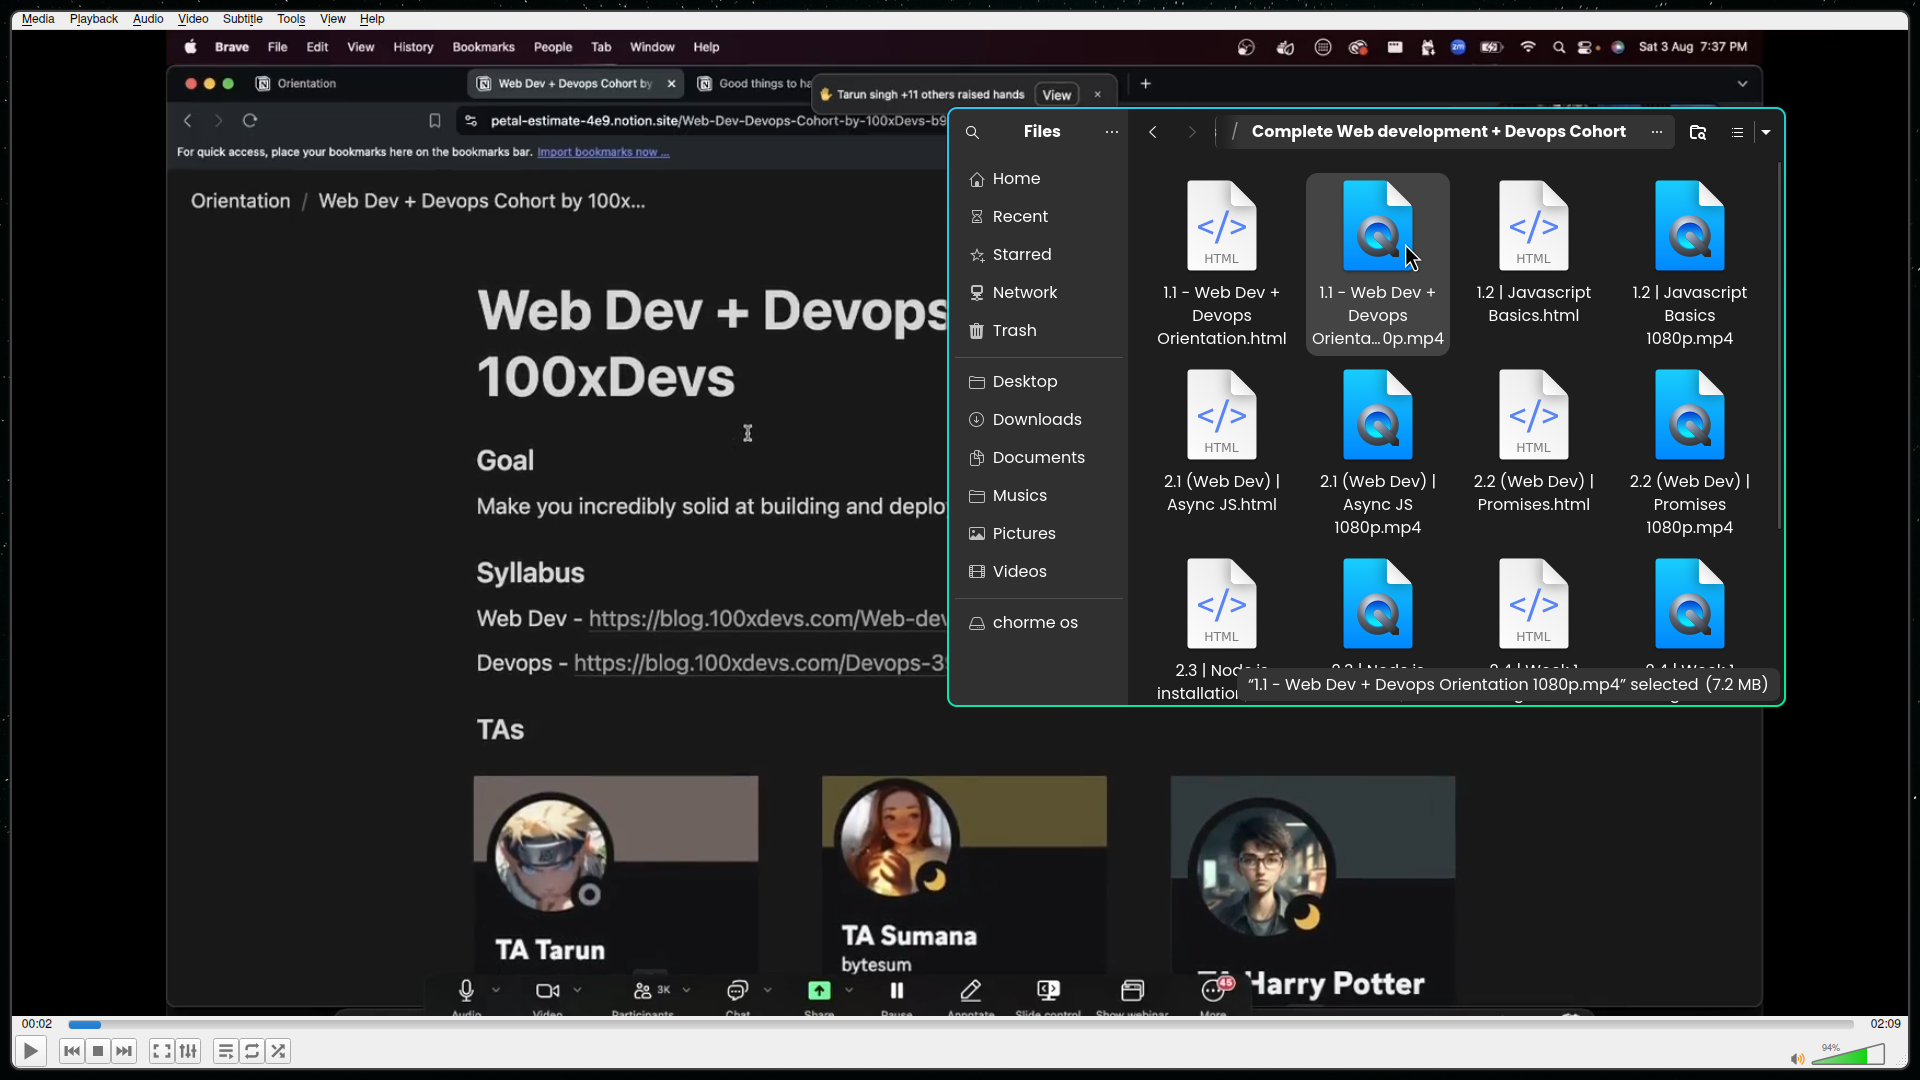 Media Playback Audio Video Subtitle Tools View Help
Brave File Edit View History Bookmarks People Tab Window Help
zm
Sat 3 Aug 7:37 PM
Orientation
Web Dev + Devops Cohort by
Good things to ha
Tarun singh +11 others raised hands View
petal-estimate-4e9.notion.site/Web-Dev-Devops-Cohort-by-100xDevs-b9
For quick access, place your bookmarks here on the bookmarks bar. Import bookmarks now ...
Orientation / Web Dev + Devops Cohort by 100x...
Web Dev + Devops
100xDevs
Goal
Make you incredibly solid at building and deplo
Syllabus
Web Dev - https://blog.100xdevs.com/Web-dev
Devops - https://blog.100xdevs.com/Devops-39
TAs
TA Tarun
TA Sumana
bytesum
Harry Potter
Files
/ Complete Web development + Devops Cohort
Home
Recent
Starred
Network
Trash
Desktop
Downloads
Documents
Musics
Pictures
Videos
chorme os
</> HTML
1.1 - Web Dev +
Devops
Orientation.html
1.1 - Web Dev +
Devops
Orienta...0p.mp4
</> HTML
1.2 | Javascript
Basics.html
1.2 | Javascript
Basics
1080p.mp4
</> HTML
2.1 (Web Dev) |
Async JS.html
2.1 (Web Dev) |
Async JS
1080p.mp4
</> HTML
2.2 (Web Dev) |
Promises.html
2.2 (Web Dev) |
Promises
1080p.mp4
</> HTML
2.3 | Node.js
installation
</> HTML
"1.1 - Web Dev + Devops Orientation 1080p.mp4" selected (7.2 MB)
3K
45
Audio Video Participants Chat Share Pause Annotate Slide control Show webinar More
00:02
02:09
94%